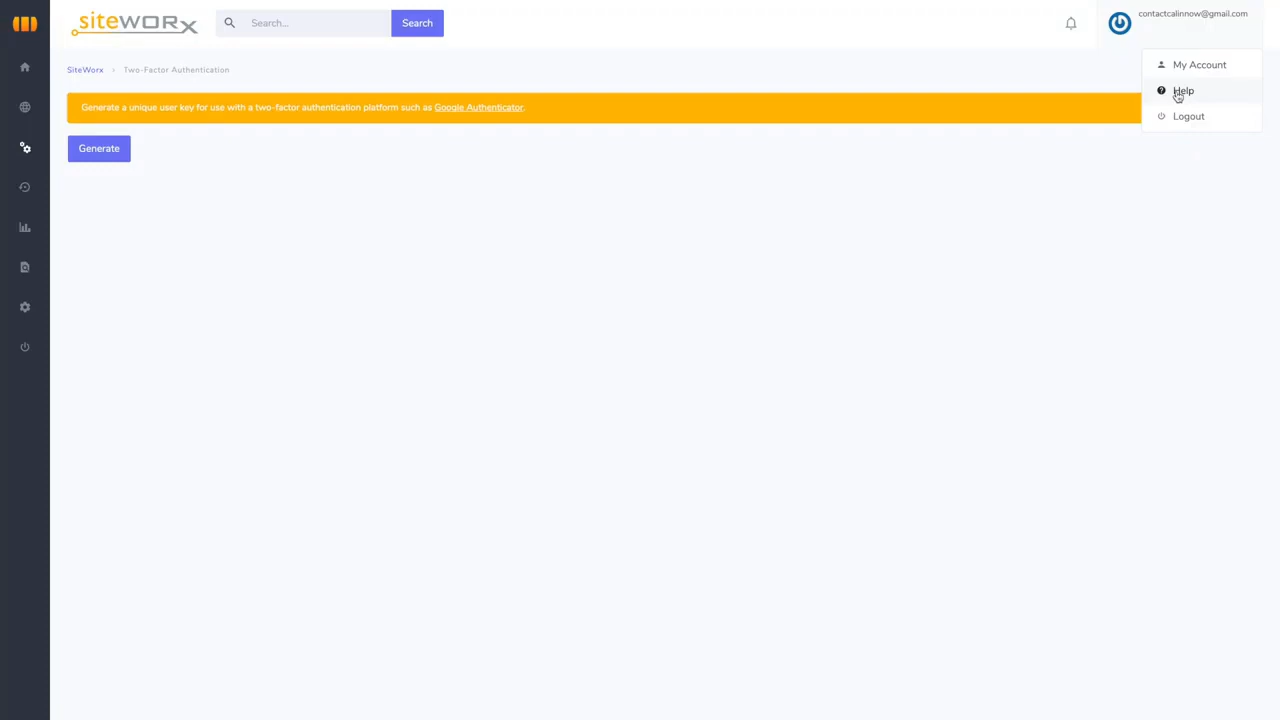 siteworx
Search...
Search
contactcalinnow@gmail.com
My Account
Help
Logout
SiteWorx
Two-Factor Authentication
Generate a unique user key for use with a two-factor authentication platform such as Google Authenticator.
Generate